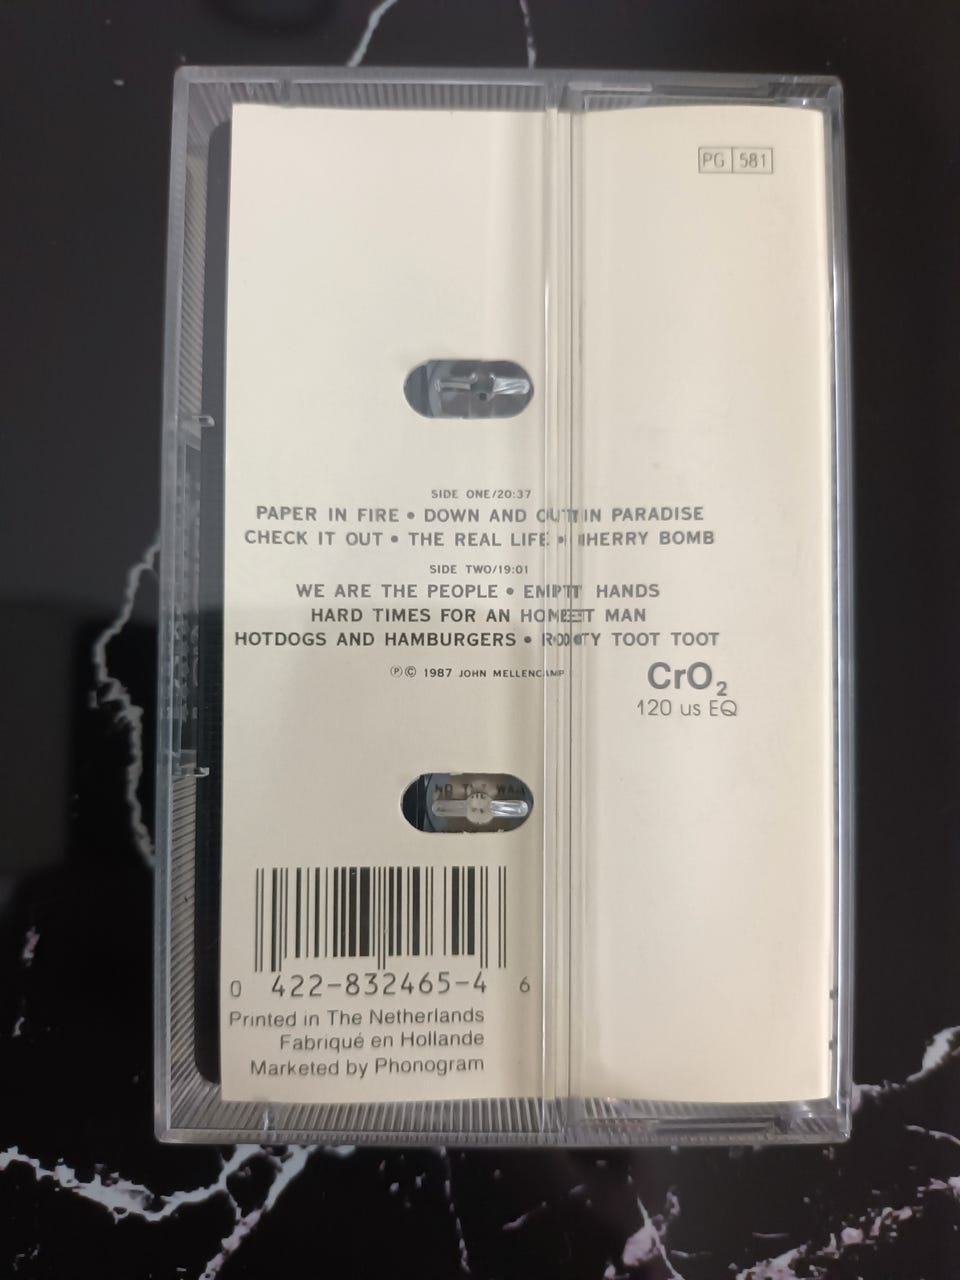 PG 581
SIDE ONE/20:37
PAPER IN FIRE • DOWN AND OUT IN PARADISE
CHECK IT OUT • THE REAL LIFE • CHERRY BOMB
SIDE TWO/19:01
WE ARE THE PEOPLE • EMPTY HANDS
HARD TIMES FOR AN HONEST MAN
HOTDOGS AND HAMBURGERS • ROOTY TOOT TOOT
℗© 1987 JOHN MELLENCAMP
CrO₂
120 us EQ
0 422-832465-4 6
Printed in The Netherlands
Fabriqué en Hollande
Marketed by Phonogram